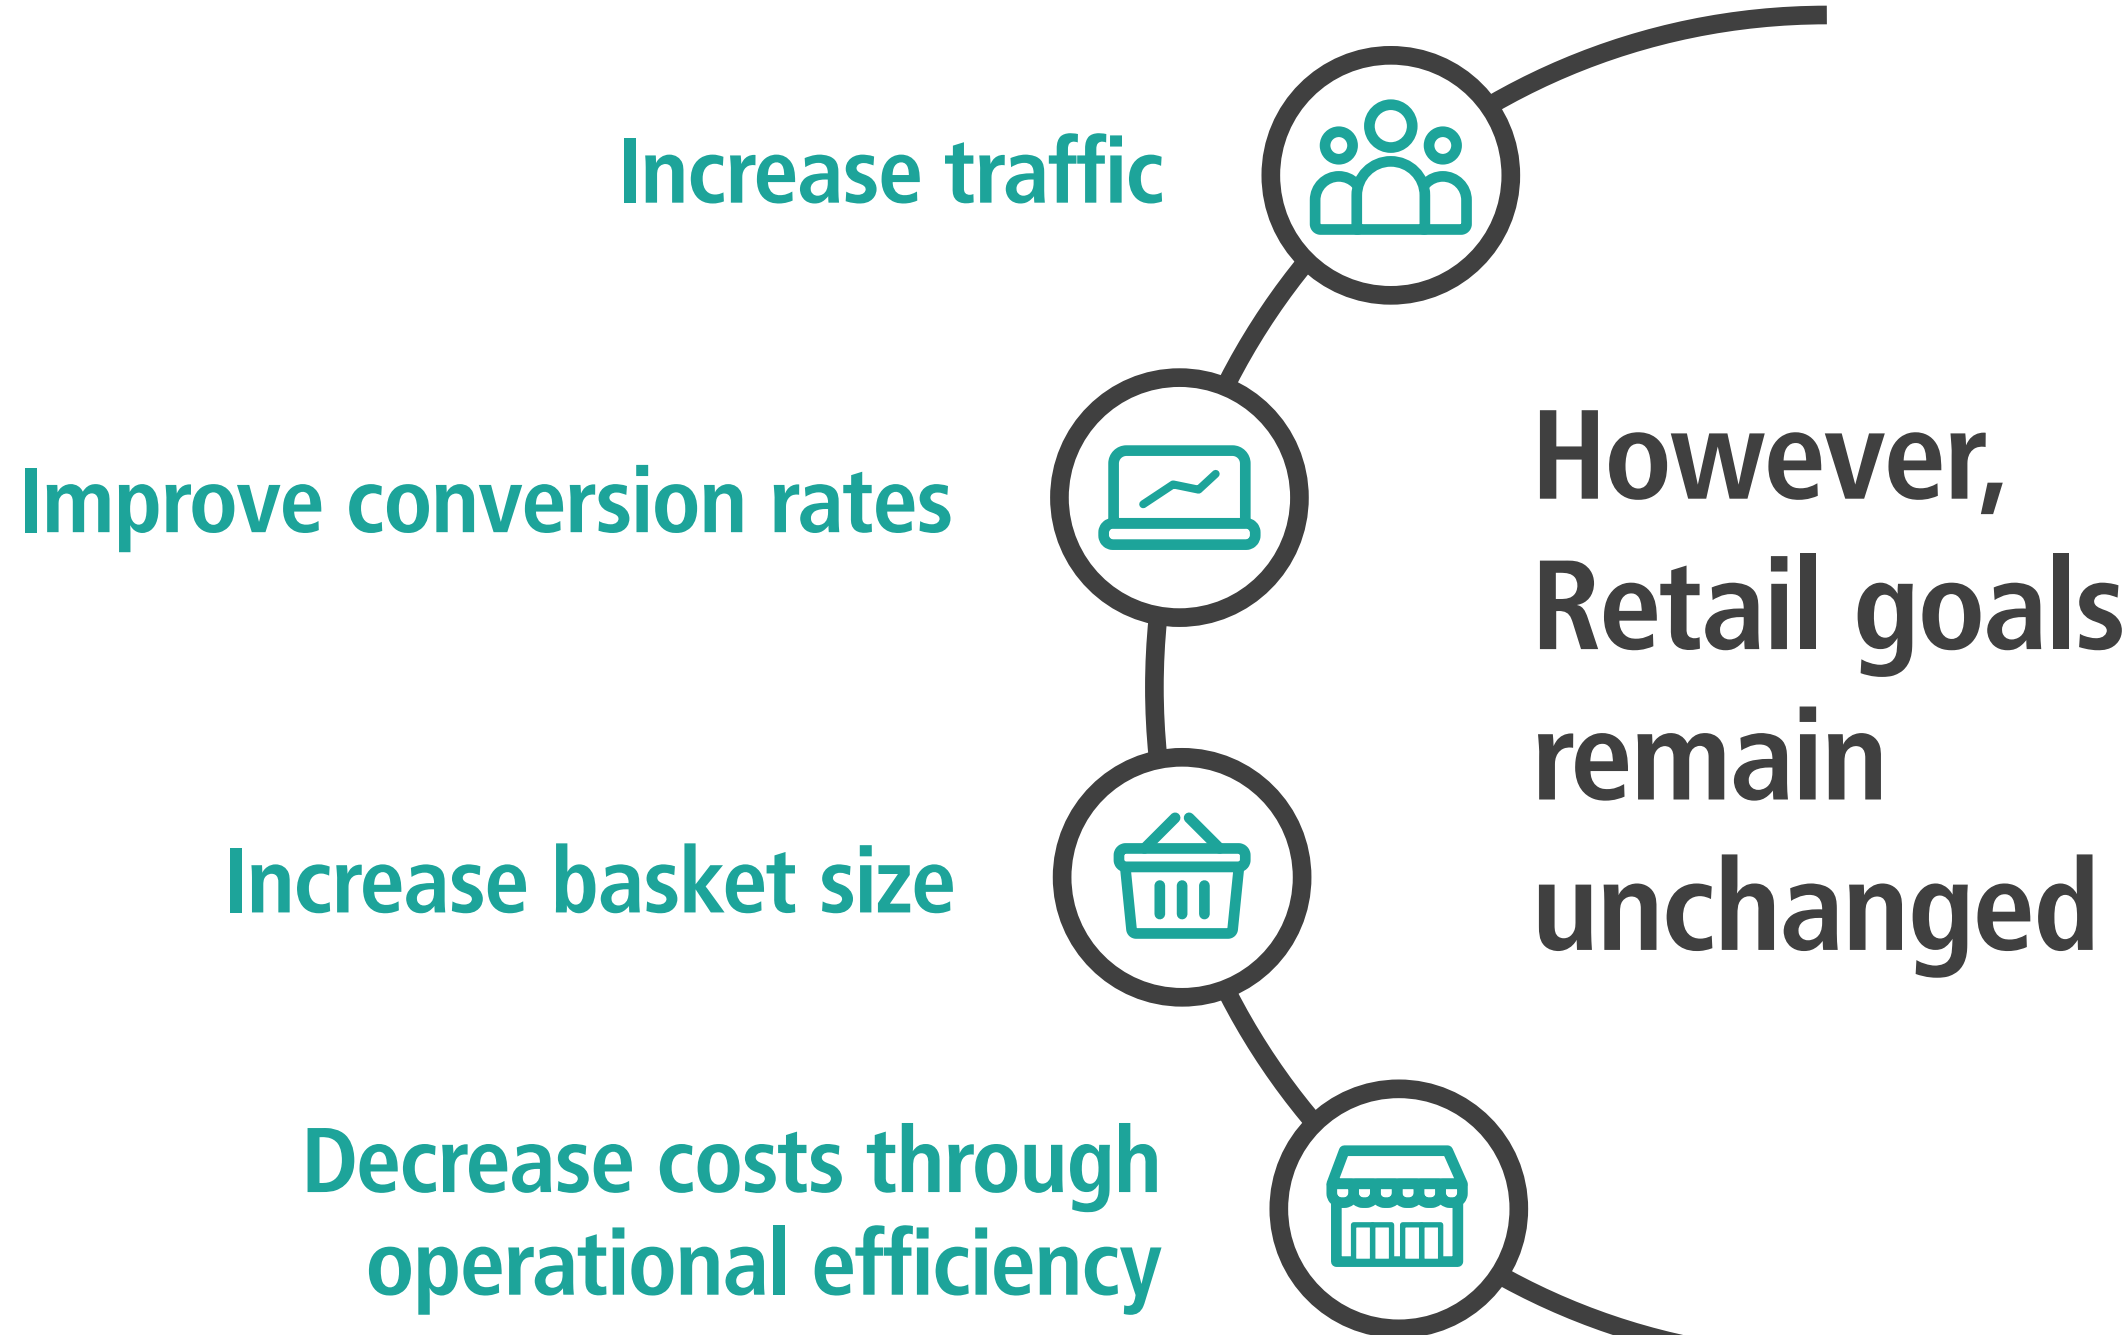 Increase traffic
Improve conversion rates
Increase basket size
Decrease costs through
operational efficiency
However,
Retail goals
remain
unchanged